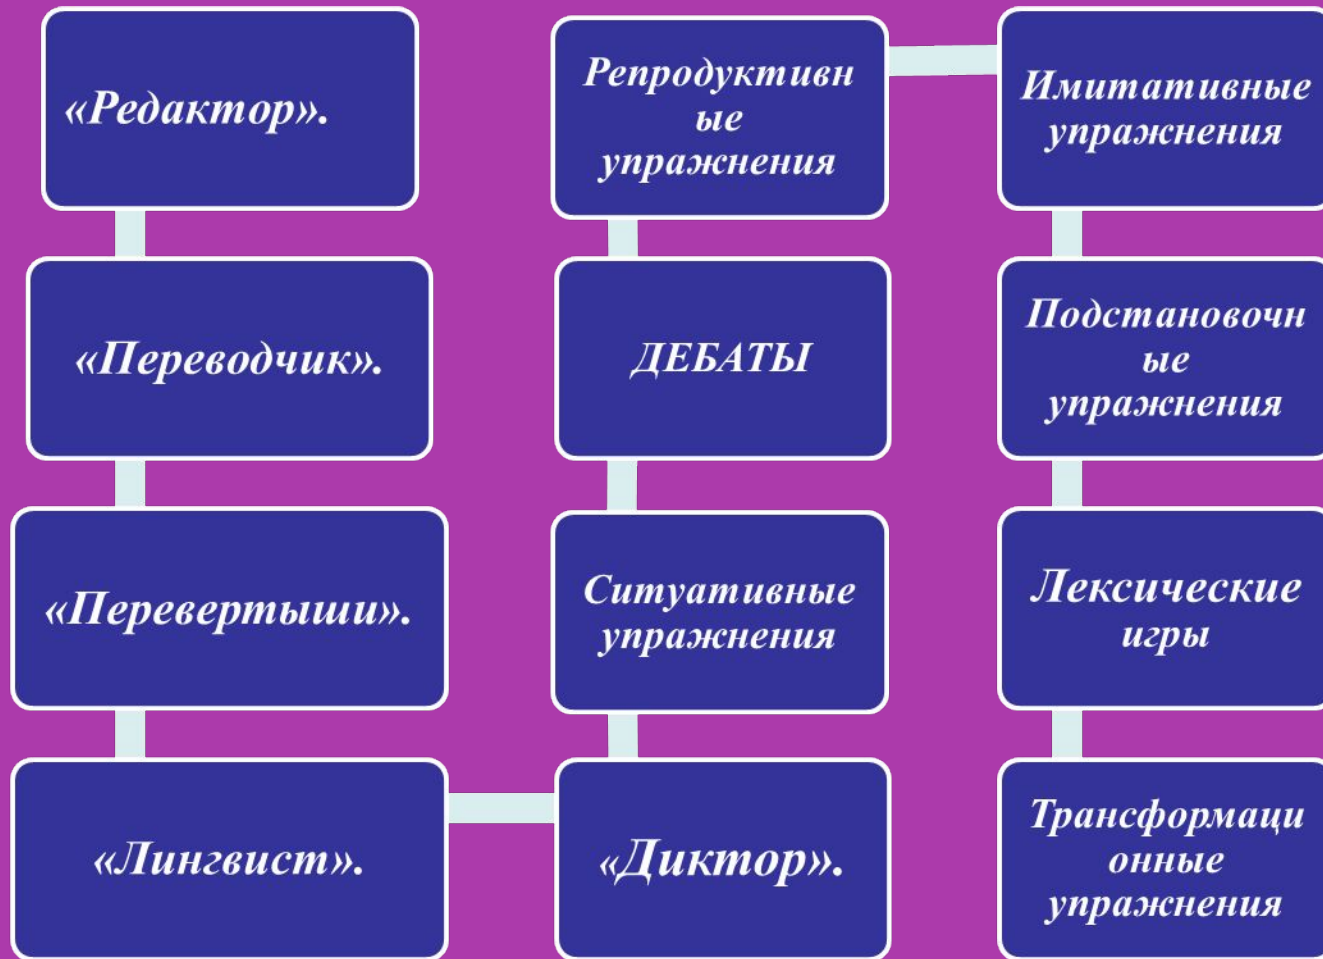 «Редактор».
«Переводчик».
«Перевертыши».
«Лингвист».
«Диктор».
Ситуативные
упражнения
ДЕБАТЫ
Репродуктивн
ые
упражнения
Имитативные
упражнения
Подстановочн
ые
упражнения
Лексические
игры
Трансформаци
онные
упражнения